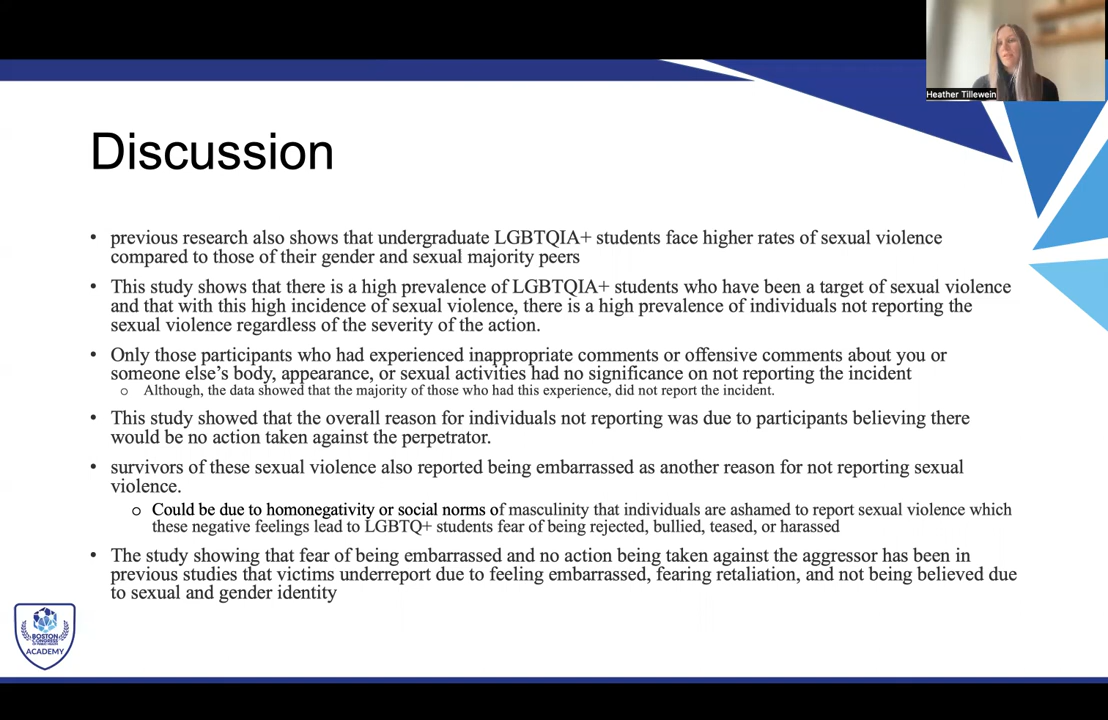 Heather Tillewein
Discussion
• previous research also shows that undergraduate LGBTQIA+ students face higher rates of sexual violence
compared to those of their gender and sexual majority peers
• This study shows that there is a high prevalence of LGBTQIA+ students who have been a target of sexual violence
and that with this high incidence of sexual violence, there is a high prevalence of individuals not reporting the
sexual violence regardless of the severity of the action.
• Only those participants who had experienced inappropriate comments or offensive comments about you or
someone else's body, appearance, or sexual activities had no significance on not reporting the incident
o Although, the data showed that the majority of those who had this experience, did not report the incident.
• This study showed that the overall reason for individuals not reporting was due to participants believing there
would be no action taken against the perpetrator.
• survivors of these sexual violence also reported being embarrassed as another reason for not reporting sexual
violence.
o Could be due to homonegativity or social norms of masculinity that individuals are ashamed to report sexual violence which
these negative feelings lead to LGBTQ+ students fear of being rejected, bullied, teased, or harassed
• The study showing that fear of being embarrassed and no action being taken against the aggressor has been in
previous studies that victims underreport due to feeling embarrassed, fearing retaliation, and not being believed due
to sexual and gender identity
BOSTON
CONGRESS
ACADEMY